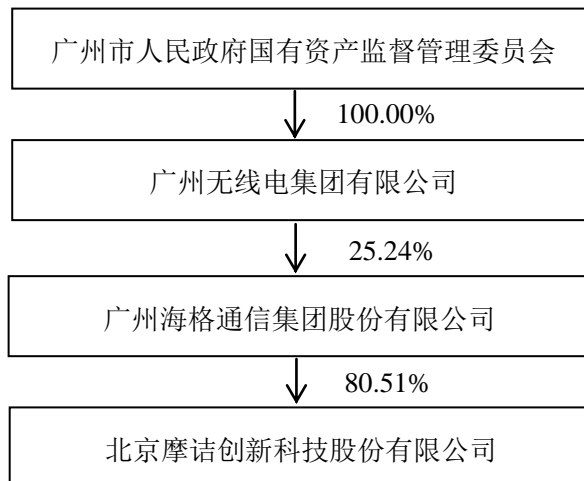 广州市人民政府国有资产监督管理委员会
100.00%
广州无线电集团有限公司
25.24%
广州海格通信集团股份有限公司
80.51%
北京摩诘创新科技股份有限公司